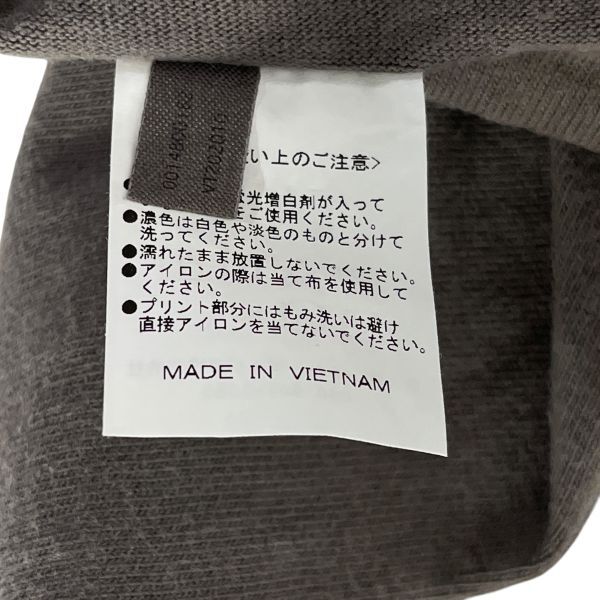 い上のご注意>
光増白剤が入って
をご使用ください。
●濃色は白色や淡色のものと分けて
洗ってください。
●濡れたまま放置しないでください。
●アイロンの際は当て布を使用して
ください。
●プリント部分にはもみ洗いは避け
直接アイロンを当てないでください。
MADE IN VIETNAM